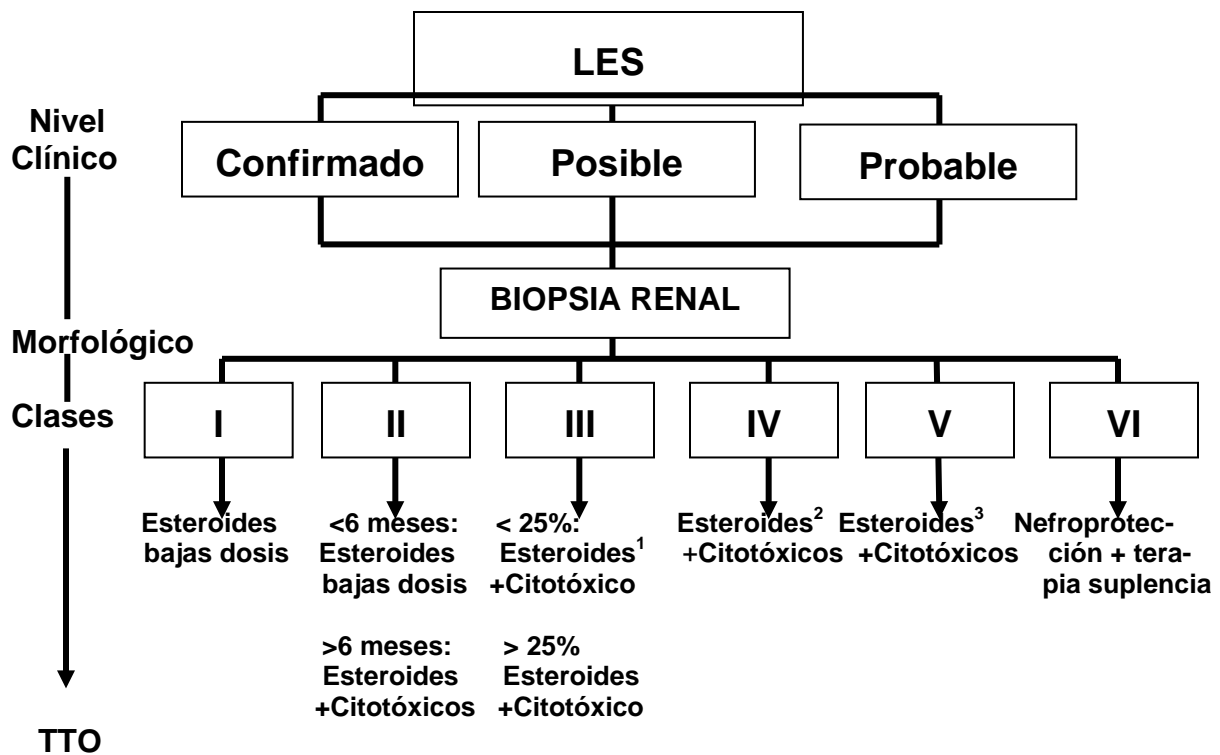 LES
Nivel
Clínico
Confirmado
Posible
Probable
BIOPSIA RENAL
Morfológico
Clases
I
II
III
IV
V
VI
Esteroides
bajas dosis
<6 meses:
Esteroides
bajas dosis
>6 meses:
Esteroides
+Citotóxicos
< 25%:
Esteroides¹
+Citotóxico
> 25%
Esteroides
+Citotóxico
Esteroides²
+Citotóxicos
Esteroides³
+Citotóxicos
Nefroprotec-
ción + tera-
pia suplencia
TTO